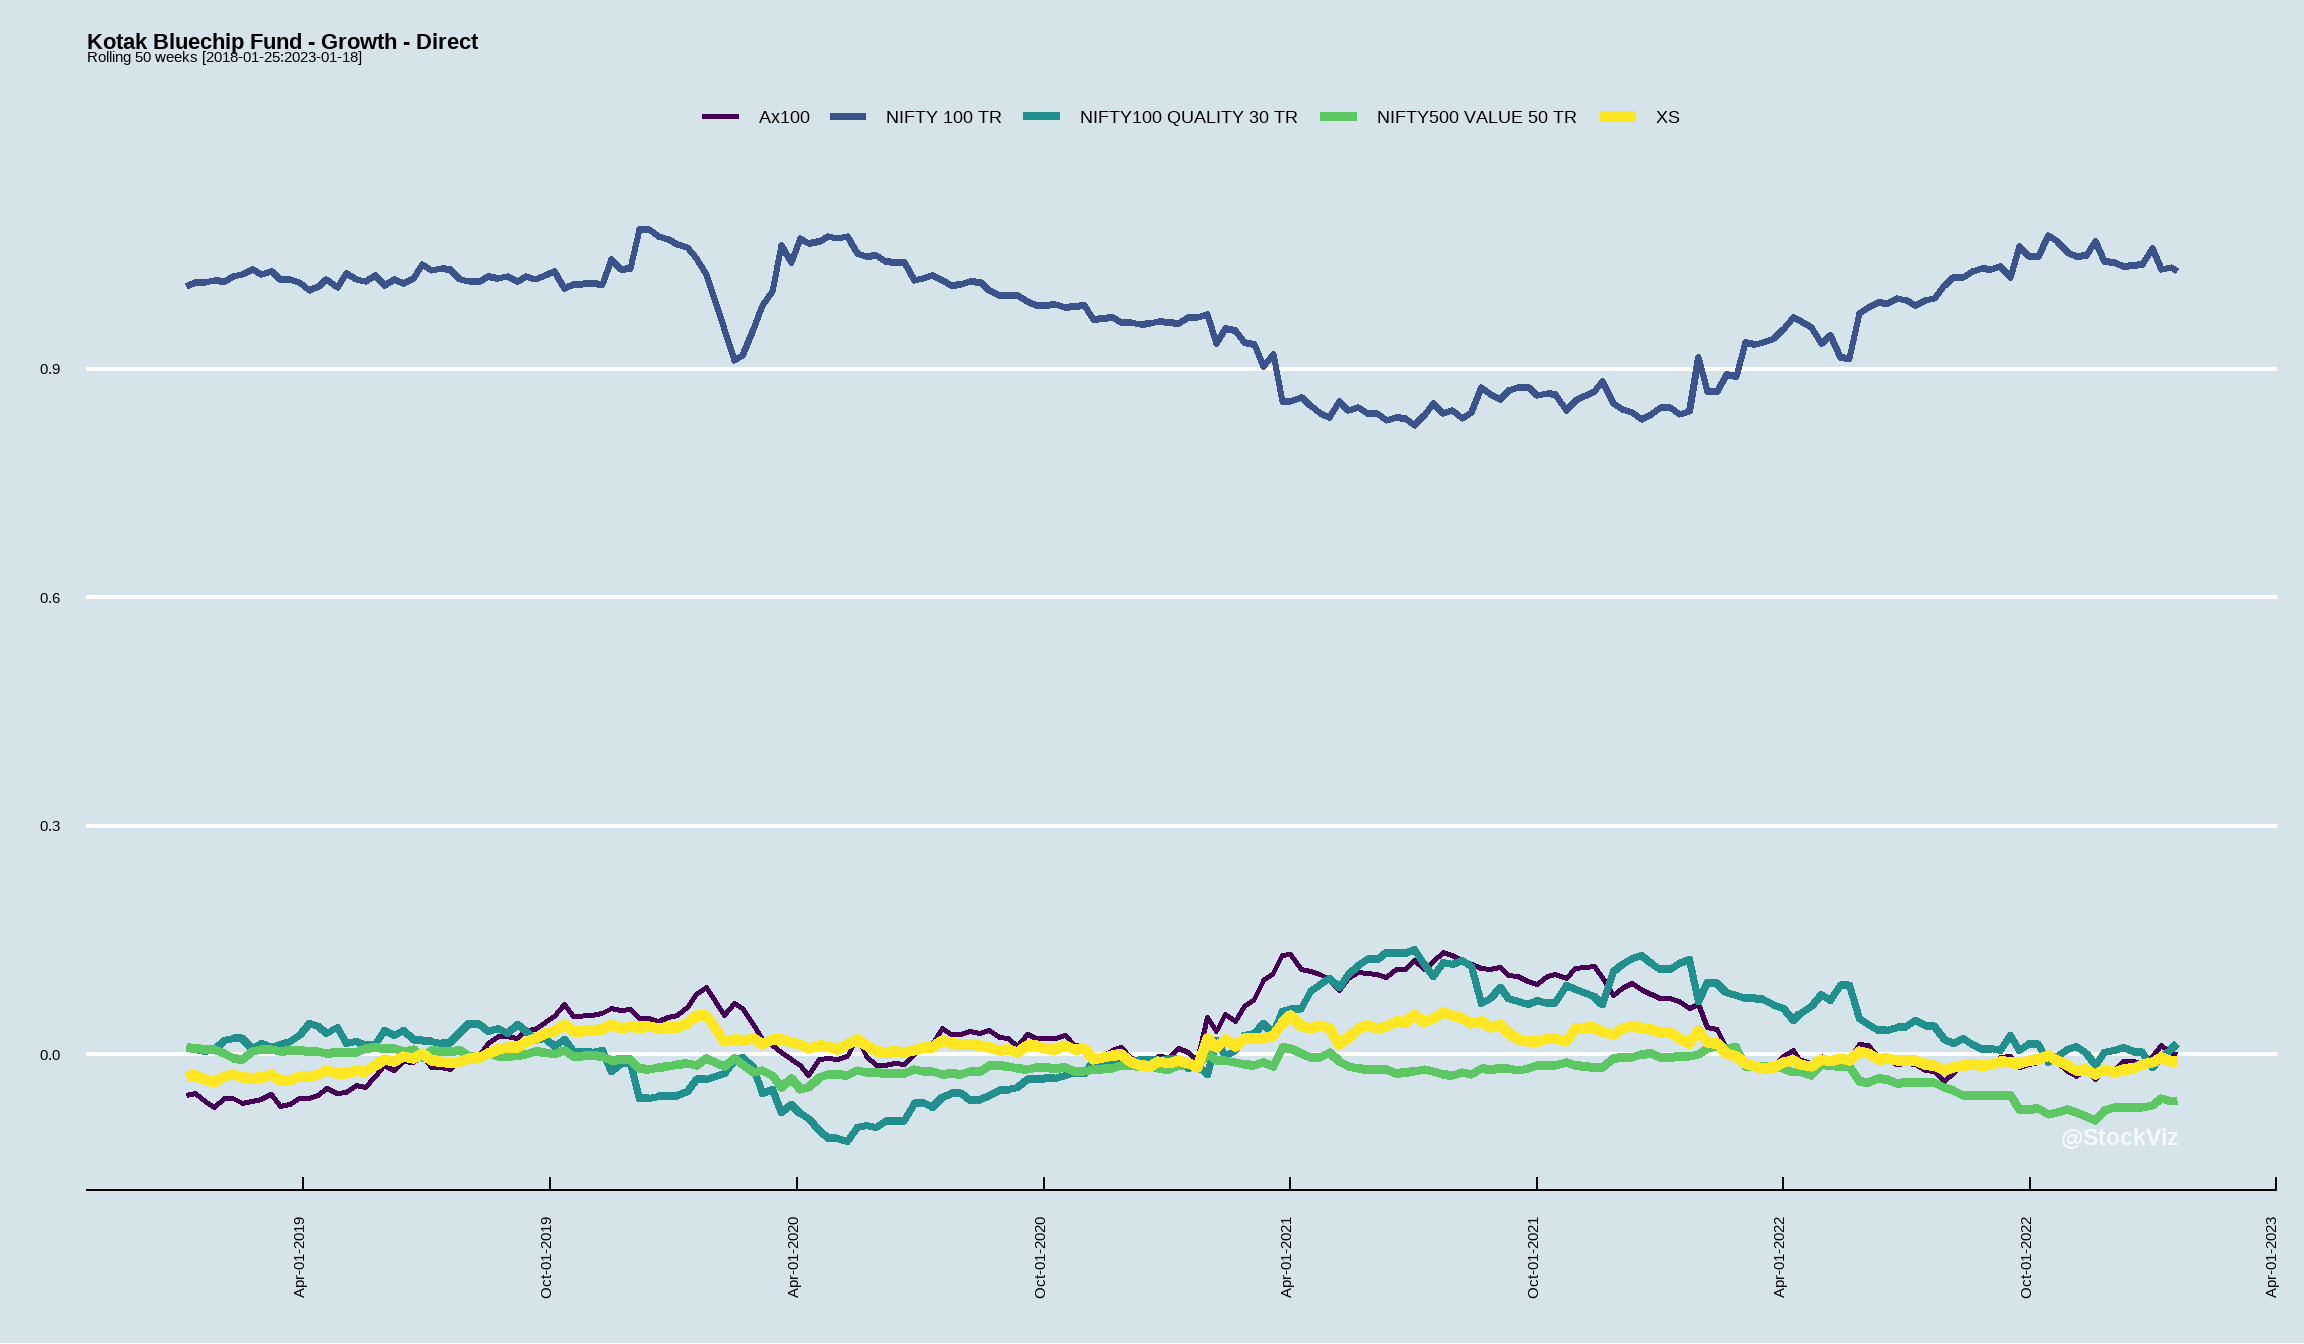 Kotak Bluechip Fund - Growth - Direct
Rolling 50 weeks [2018-01-25:2023-01-18]
Ax100 NIFTY 100 TR NIFTY100 QUALITY 30 TR NIFTY500 VALUE 50 TR XS
0.9
0.6
0.3
0.0
@StockViz
Apr-01-2019 Oct-01-2019 Apr-01-2020 Oct-01-2020 Apr-01-2021 Oct-01-2021 Apr-01-2022 Oct-01-2022 Apr-01-2023